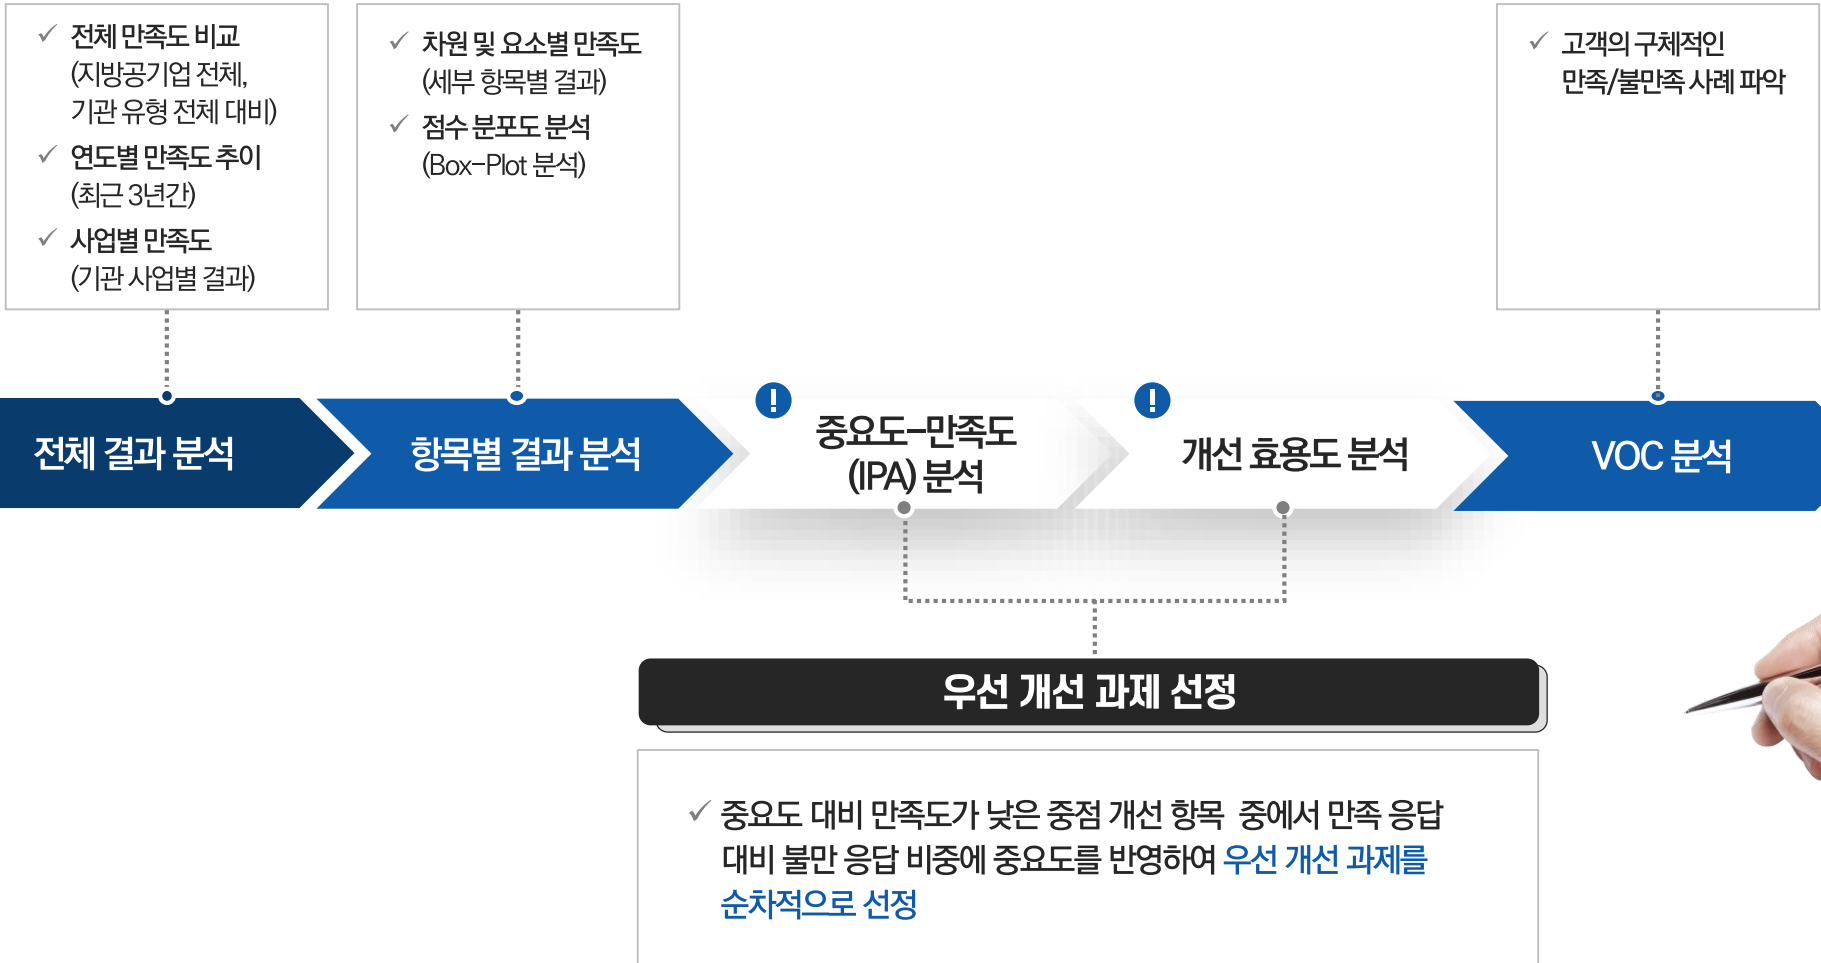 전체 만족도 비교
(지방공기업 전체,
기관 유형 전체 대비)
연도별 만족도 추이
(최근 3년간)
사업별 만족도
(기관 사업별 결과)
차원 및 요소별 만족도
(세부 항목별 결과)
점수 분포도 분석
(Box-Plot 분석)
고객의 구체적인
만족/불만족 사례 파악
전체 결과 분석
항목별 결과 분석
!
중요도-만족도
(IPA) 분석
!
개선 효용도 분석
VOC 분석
우선 개선 과제 선정
중요도 대비 만족도가 낮은 중점 개선 항목 중에서 만족 응답
대비 불만 응답 비중에 중요도를 반영하여 우선 개선 과제를
순차적으로 선정